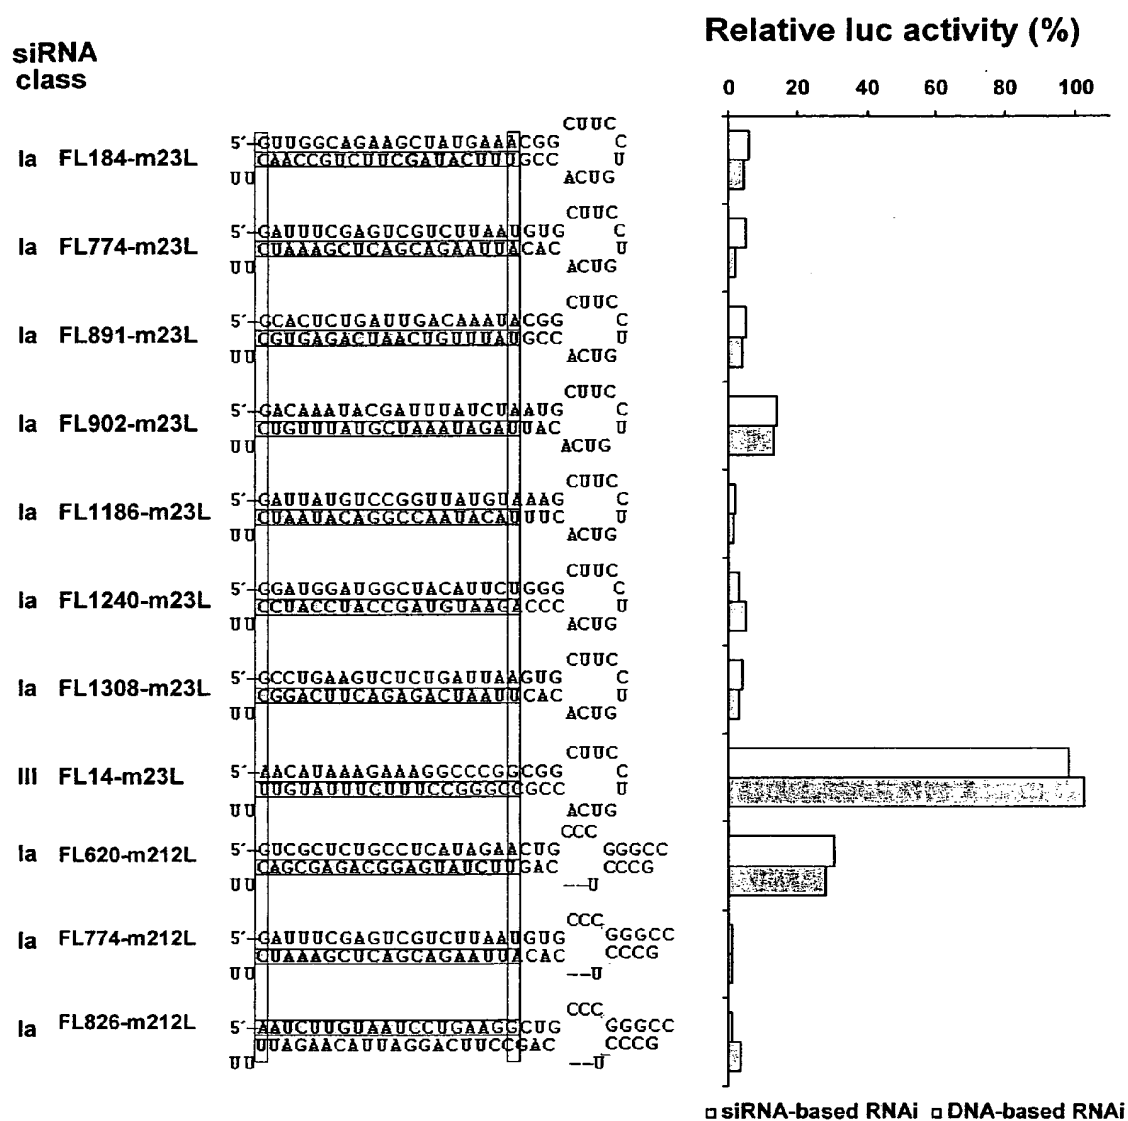 Relative luc activity (%)
siRNA
class
0 20 40 60 80 100
CUUC
5´-GUUGGCAGAAGCUAUGAAACGG C
Ia FL184-m23L
CAACCGUCUUCGAUACUUUGCC U
UU ACUG
CUUC
5´-GAUUUCGAGUCGUCUUAAUGUG C
Ia FL774-m23L
CUAAAGCUCAGCAGAAUUACAC U
UU ACUG
CUUC
5´-GCACUCUGAUUGACAAAUACGG C
Ia FL891-m23L
CGUGAGACUAACUGUUUAUGCC U
UU ACUG
CUUC
5´-GACAAAUACGAUUUAUCUAAUG C
Ia FL902-m23L
CUGUUUAUGCUAAAUAGAUUAC U
UU ACUG
CUUC
5´-GAUUAUGUCCGGUUAUGUAAAG C
Ia FL1186-m23L
CUAAUACAGGCCAAUACAUUUC U
UU ACUG
CUUC
5´-GGAUGGAUGGCUACAUUCUGGG C
Ia FL1240-m23L
CCUACCUACCGAUGUAAGACCC U
UU ACUG
CUUC
5´-GCCUGAAGUCUCUGAUUAAGUG C
Ia FL1308-m23L
CGGACUUCAGAGACUAAUUCAC U
UU ACUG
CUUC
5´-AACAUAAAGAAAGGCCCGGCGG C
III FL14-m23L
UUGUAUUUCUUUCCGGGCCGCC U
UU ACUG
CCC
5´-GUCGCUCUGCCUCAUAGAACUG GGGCC
Ia FL620-m212L
CAGCGAGACGGAGUAUCUUGAC CCCG
UU --U
CCC
5´-GAUUUCGAGUCGUCUUAAUGUG GGGCC
Ia FL774-m212L
CUAAAGCUCAGCAGAAUUACAC CCCG
UU --U
CCC
5´-AAUCUUGUAAUCCUGAAGGCUG GGGCC
Ia FL826-m212L
UUAGAACAUUAGGACUUCCGAC CCCG
UU --U
siRNA-based RNAi DNA-based RNAi